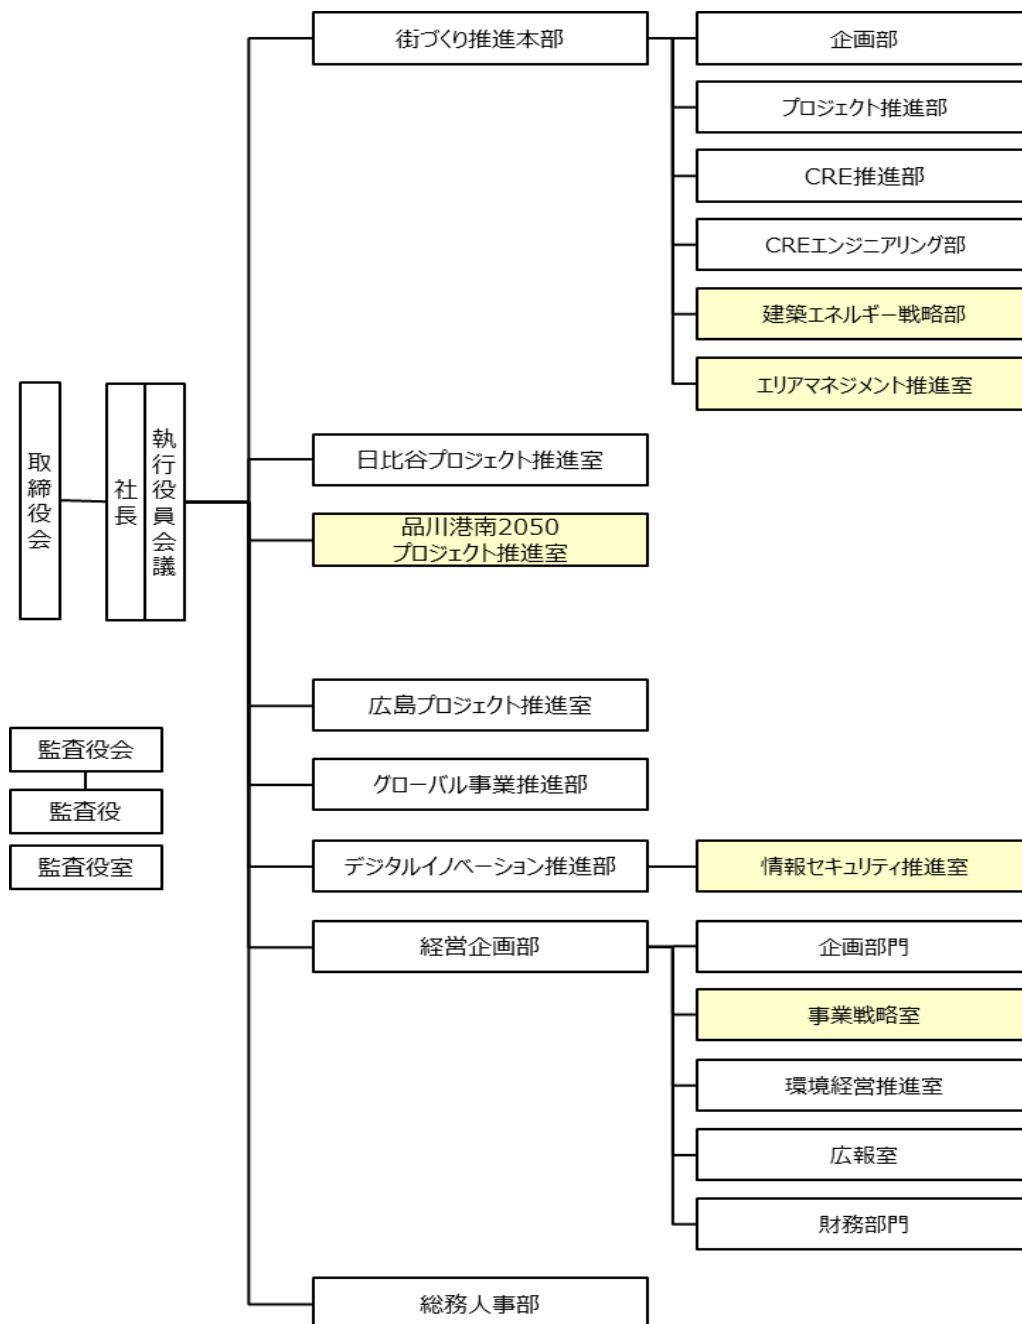 取締役会
社長
執行役員会議
監査役会
監査役
監査役室
街づくり推進本部
企画部
プロジェクト推進部
CRE推進部
CREエンジニアリング部
建築エネルギー戦略部
エリアマネジメント推進室
日比谷プロジェクト推進室
品川港南2050
プロジェクト推進室
広島プロジェクト推進室
グローバル事業推進部
デジタルイノベーション推進部
情報セキュリティ推進室
経営企画部
企画部門
事業戦略室
環境経営推進室
広報室
財務部門
総務人事部